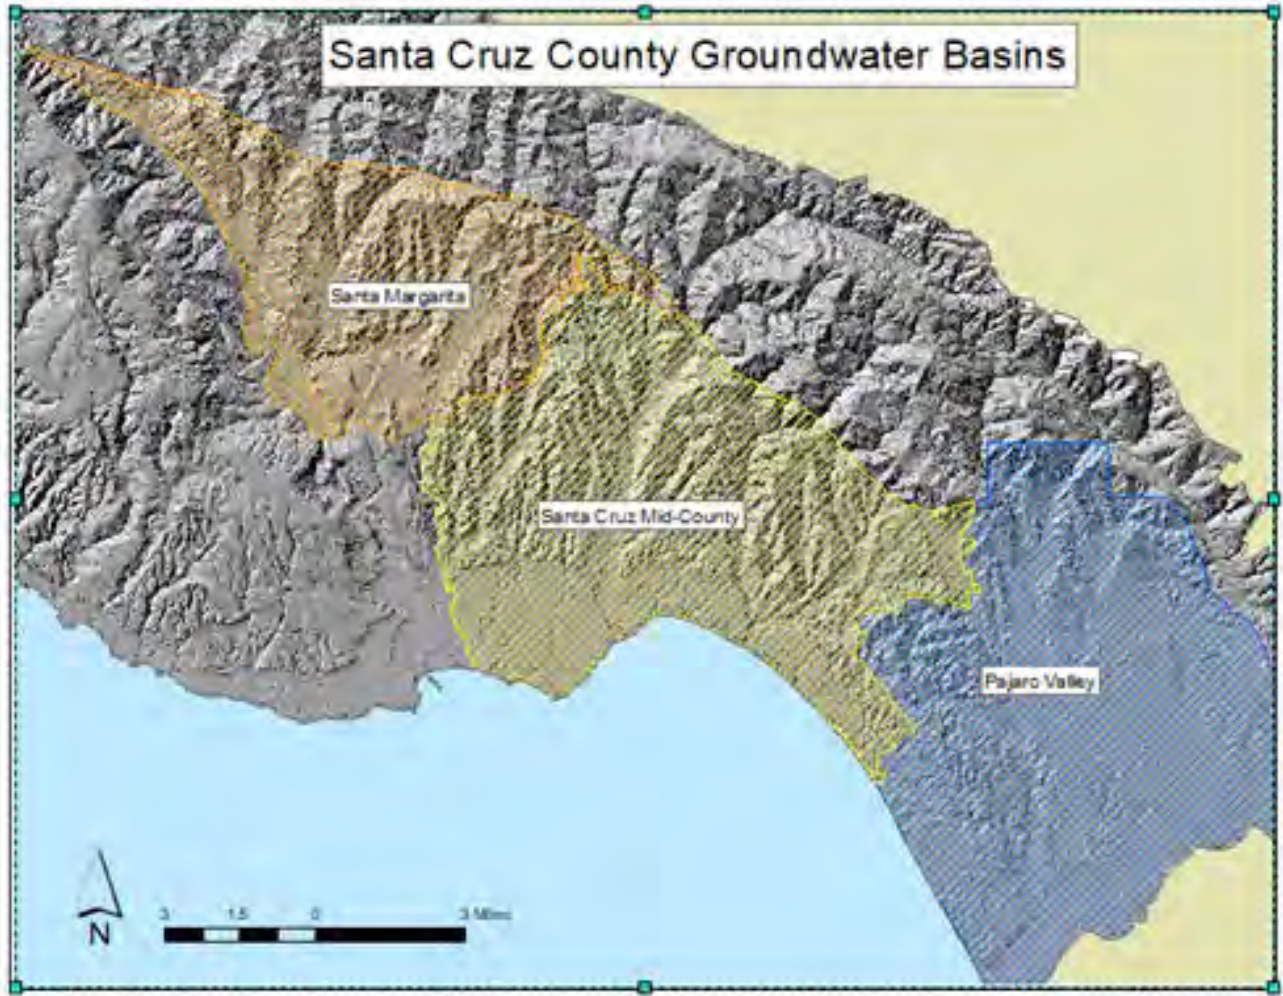 Santa Cruz County Groundwater Basins
Santa Margarita
Santa Cruz Mid-County
Pajaro Valley
N
3 1.5 0 3 Miles